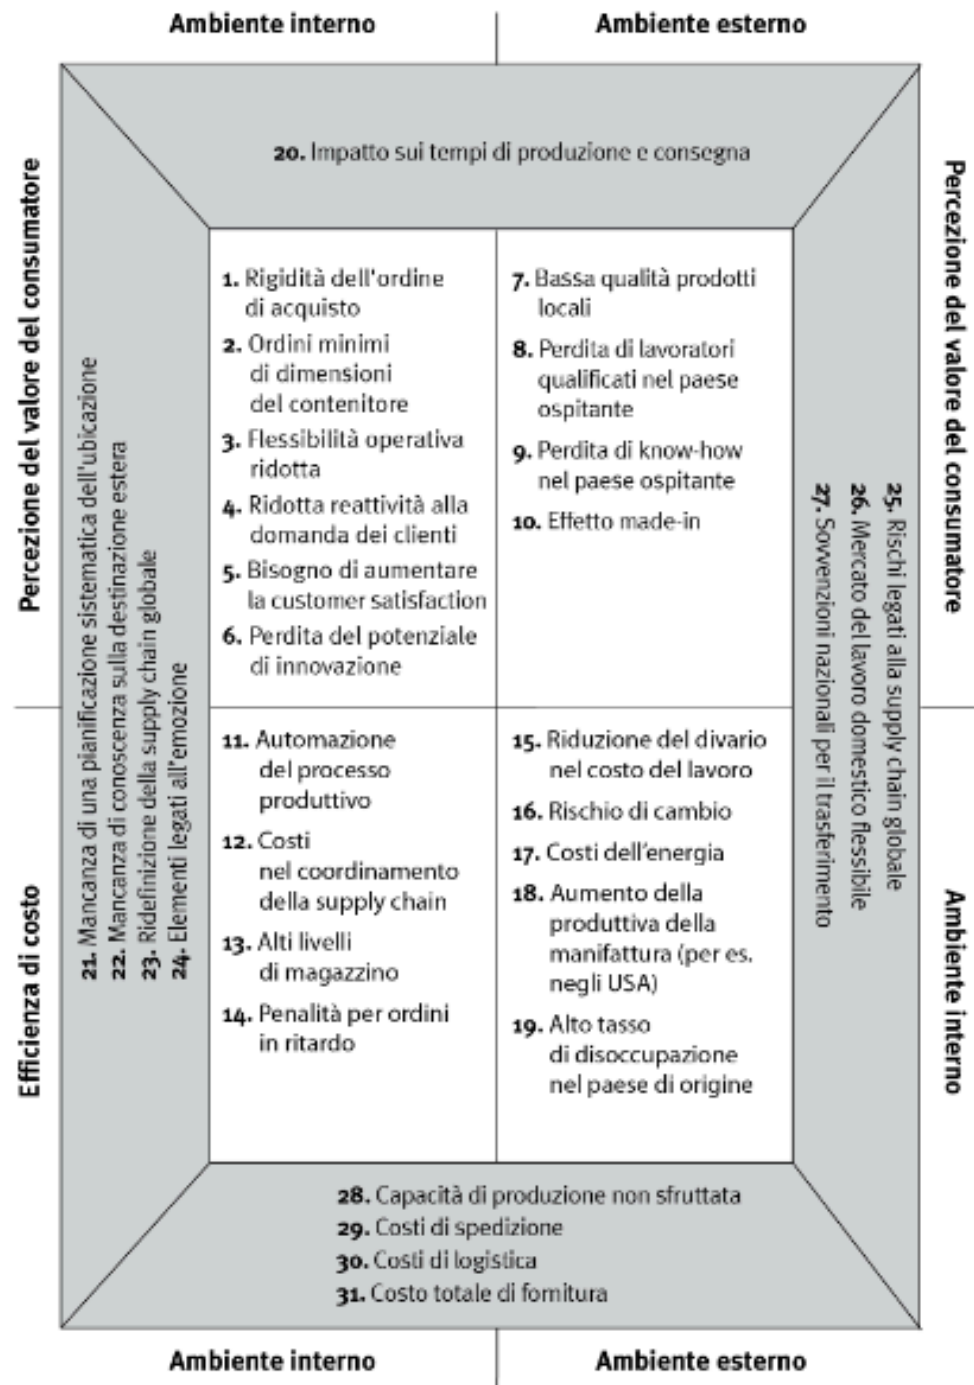 Ambiente interno
Ambiente esterno
Percezione del valore del consumatore
Percezione del valore del consumatore
20. Impatto sui tempi di produzione e consegna
1. Rigidità dell'ordine
di acquisto
2. Ordini minimi
di dimensioni
del contenitore
3. Flessibilità operativa
ridotta
4. Ridotta reattività alla
domanda dei clienti
5. Bisogno di aumentare
la customer satisfaction
6. Perdita del potenziale
di innovazione
7. Bassa qualità prodotti
locali
8. Perdita di lavoratori
qualificati nel paese
ospitante
9. Perdita di know-how
nel paese ospitante
10. Effetto made-in
11. Automazione
del processo
produttivo
12. Costi
nel coordinamento
della supply chain
13. Alti livelli
di magazzino
14. Penalità per ordini
in ritardo
15. Riduzione del divario
nel costo del lavoro
16. Rischio di cambio
17. Costi dell'energia
18. Aumento della
produttiva della
manifattura (per es.
negli USA)
19. Alto tasso
di disoccupazione
nel paese di origine
21. Mancanza di una pianificazione sistematica dell'ubicazione
22. Mancanza di conoscenza sulla destinazione estera
23. Ridefinizione della supply chain globale
24. Elementi legati all'emozione
25. Rischi legati alla supply chain globale
26. Mercato del lavoro domestico flessibile
27. Sovvenzioni nazionali per il trasferimento
28. Capacità di produzione non sfruttata
29. Costi di spedizione
30. Costi di logistica
31. Costo totale di fornitura
Efficienza di costo
Ambiente interno
Ambiente interno
Ambiente esterno